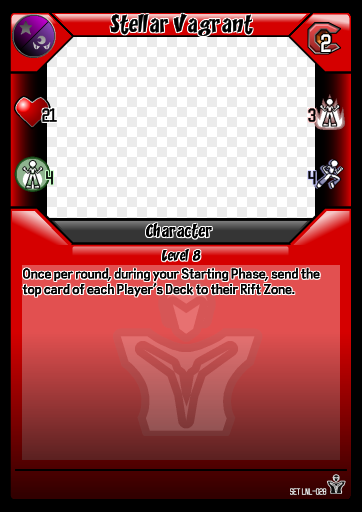 Stellar Vagrant
2
21
3
4
4
Character
Level 8
Once per round, during your Starting Phase, send the
top card of each Player's Deck to their Rift Zone.
SET LNL-028